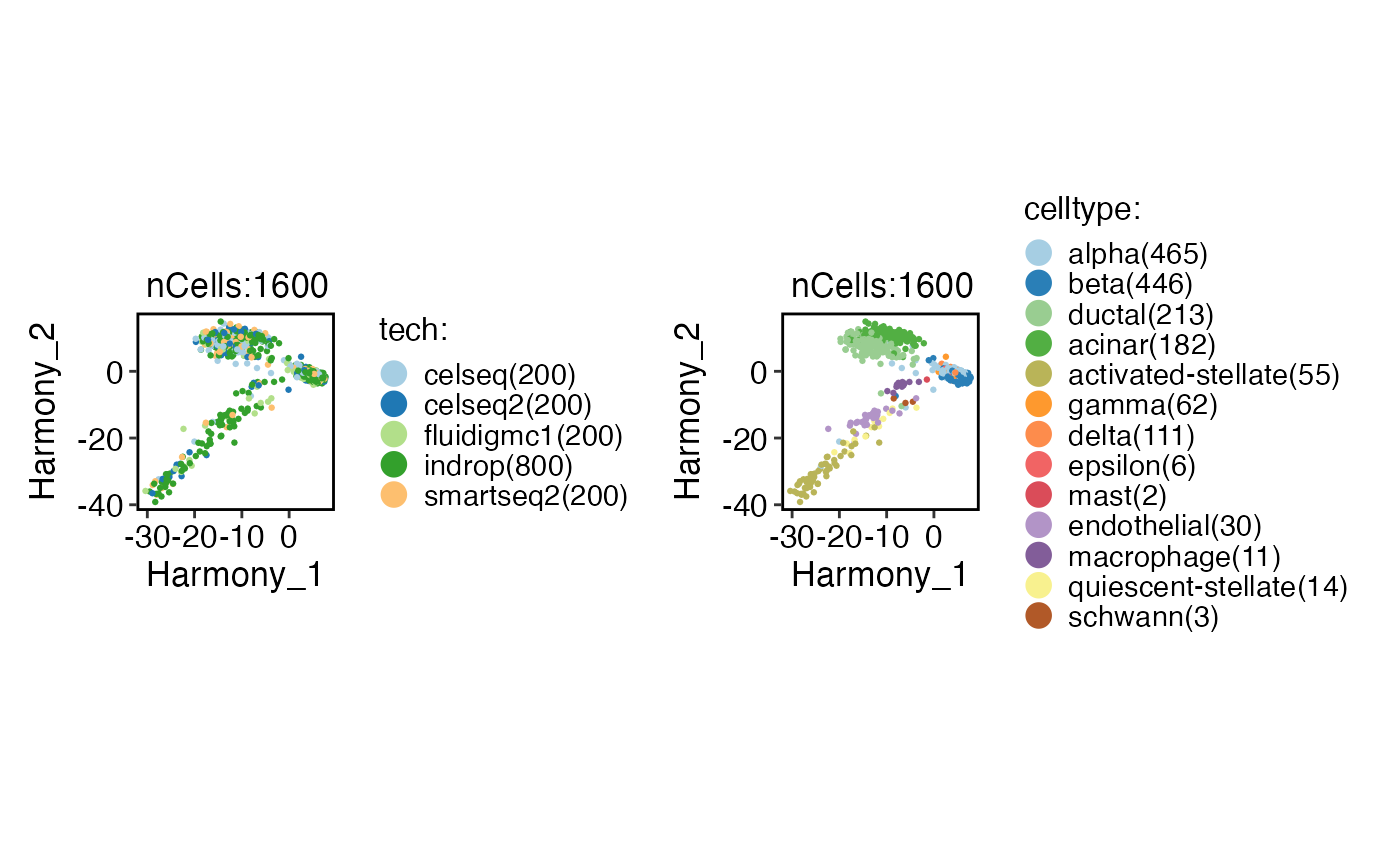 nCells:1600
Harmony_2
0
-20
-40
-30 -20 -10 0
Harmony_1
tech:
celseq(200)
celseq2(200)
fluidigmc1(200)
indrop(800)
smartseq2(200)
nCells:1600
Harmony_2
0
-20
-40
-30 -20 -10 0
Harmony_1
celltype:
alpha(465)
beta(446)
ductal(213)
acinar(182)
activated-stellate(55)
gamma(62)
delta(111)
epsilon(6)
mast(2)
endothelial(30)
macrophage(11)
quiescent-stellate(14)
schwann(3)